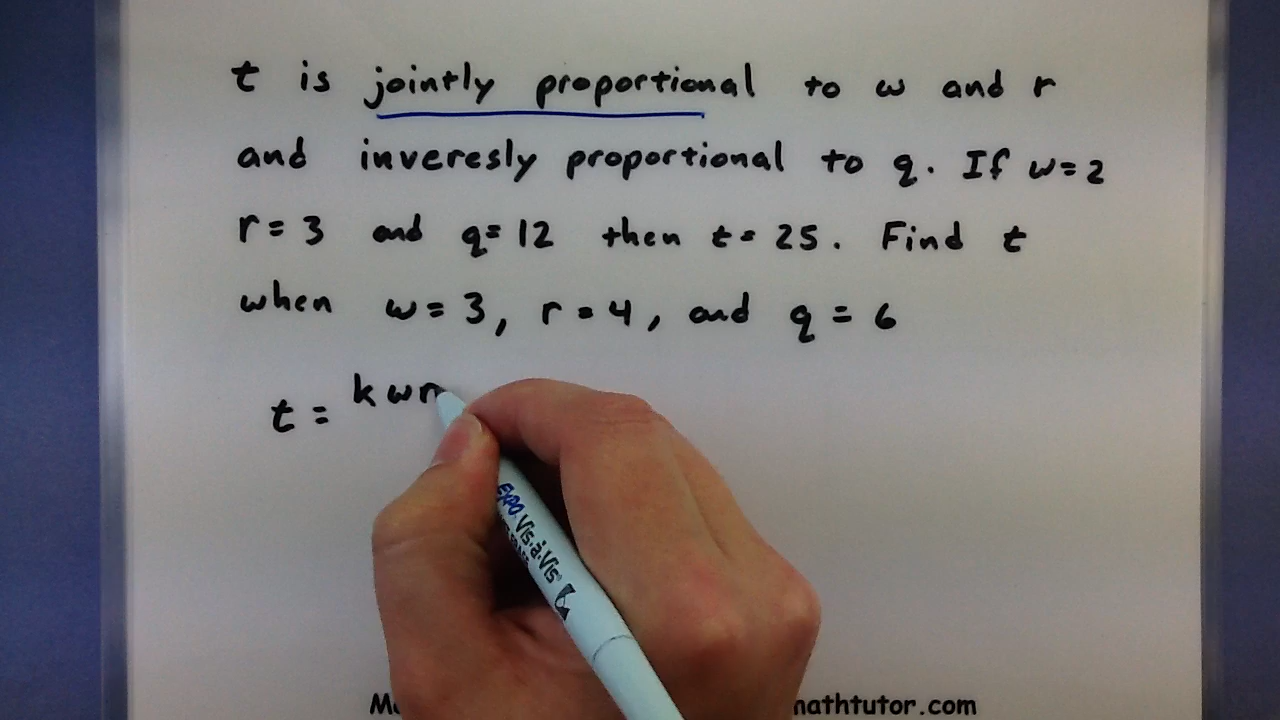 t is jointly proportional to w and r
and inveresly proportional to q. If w=2
r=3 and q=12 then t=25. Find t
when w=3, r=4, and q=6
t = kwr
EXPO Vis-à-Vis
mathtutor.com